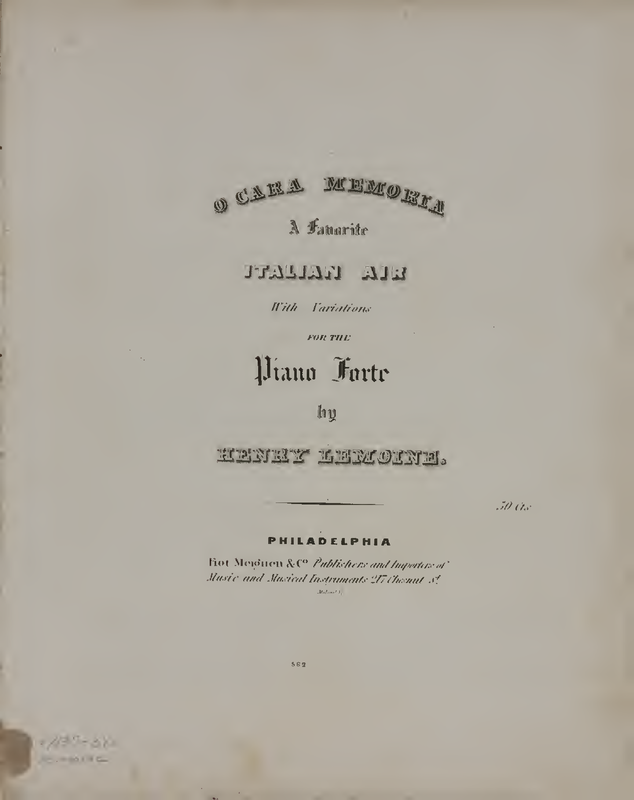 O CARA MEMORIA
A Favorite
ITALIAN AIR
With Variations
FOR THE
Piano Forte
by
HENRY LEMOINE.
50 Cts
PHILADELPHIA
Fiot Meignen & Co Publishers and Importers of
Music and Musical Instruments 217 Chesnut St
582